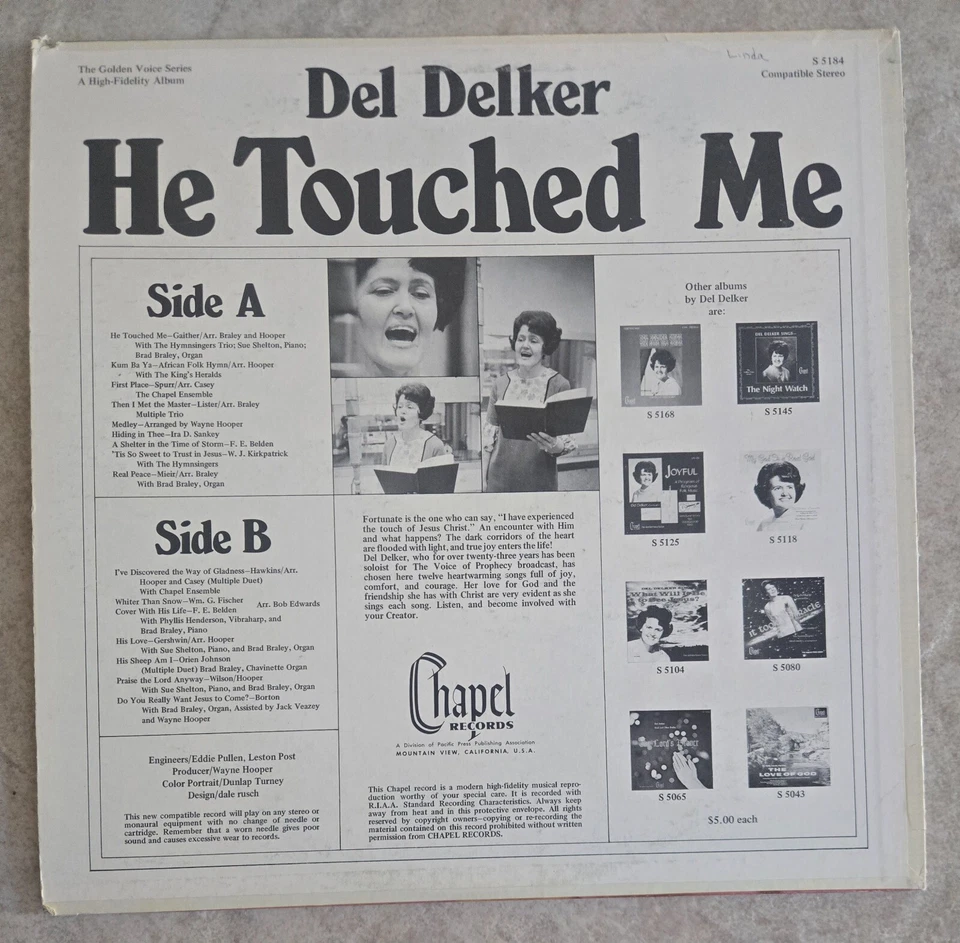 The Golden Voice Series
A High-Fidelity Album
Linda
S 5184
Compatible Stereo
Del Delker
He Touched Me
Side A
He Touched Me—Gaither/Arr. Braley and Hooper
With The Hymnsingers Trio; Sue Shelton, Piano;
Brad Braley, Organ
Kum Ba Ya—African Folk Hymn/Arr. Hooper
With The King's Heralds
First Place—Spurr/Arr. Casey
The Chapel Ensemble
Then I Met the Master—Lister/Arr. Braley
Multiple Trio
Medley—Arranged by Wayne Hooper
Hiding in Thee—Ira D. Sankey
A Shelter in the Time of Storm—F. E. Belden
'Tis So Sweet to Trust in Jesus—W. J. Kirkpatrick
With The Hymnsingers
Real Peace—Mieir/Arr. Braley
With Brad Braley, Organ
Side B
I've Discovered the Way of Gladness—Hawkins/Arr.
Hooper and Casey (Multiple Duet)
With Chapel Ensemble
Whiter Than Snow—Wm. G. Fischer
Cover With His Life—F. E. Belden
Arr. Bob Edwards
With Phyllis Henderson, Vibraharp, and
Brad Braley, Piano
His Love—Gershwin/Arr. Hooper
With Sue Shelton, Piano, and Brad Braley, Organ
His Sheep Am I—Orien Johnson
(Multiple Duet) Brad Braley, Chavinette Organ
Praise the Lord Anyway—Wilson/Hooper
With Sue Shelton, Piano, and Brad Braley, Organ
Do You Really Want Jesus to Come?—Borton
With Brad Braley, Organ, Assisted by Jack Veazey
and Wayne Hooper
Engineers/Eddie Pullen, Leston Post
Producer/Wayne Hooper
Color Portrait/Dunlap Turney
Design/dale rusch
This new compatible record will play on any stereo or
monaural equipment with no change of needle or
cartridge. Remember that a worn needle gives poor
sound and causes excessive wear to records.
Fortunate is the one who can say, "I have experienced
the touch of Jesus Christ." An encounter with Him
and what happens? The dark corridors of the heart
are flooded with light, and true joy enters the life!
Del Delker, who for over twenty-three years has been
soloist for The Voice of Prophecy broadcast, has
chosen here twelve heartwarming songs full of joy,
comfort, and courage. Her love for God and the
friendship she has with Christ are very evident as she
sings each song. Listen, and become involved with
your Creator.
Chapel
RECORDS
A Division of Pacific Press Publishing Association
MOUNTAIN VIEW, CALIFORNIA, U.S.A.
This Chapel record is a modern high-fidelity musical repro-
duction worthy of your special care. It is recorded with
R.I.A.A. Standard Recording Characteristics. Always keep
away from heat and in this protective envelope. All rights
reserved by copyright owners—copying or re-recording the
material contained on this record prohibited without written
permission from CHAPEL RECORDS.
Other albums
by Del Delker
are:
S 5168
DEL DELKER SINGS
The Night Watch
S 5145
JOYFUL
S 5125
S 5118
What Will
S 5104
S 5080
S 5065
THE
LOVE OF GOD
S 5043
$5.00 each